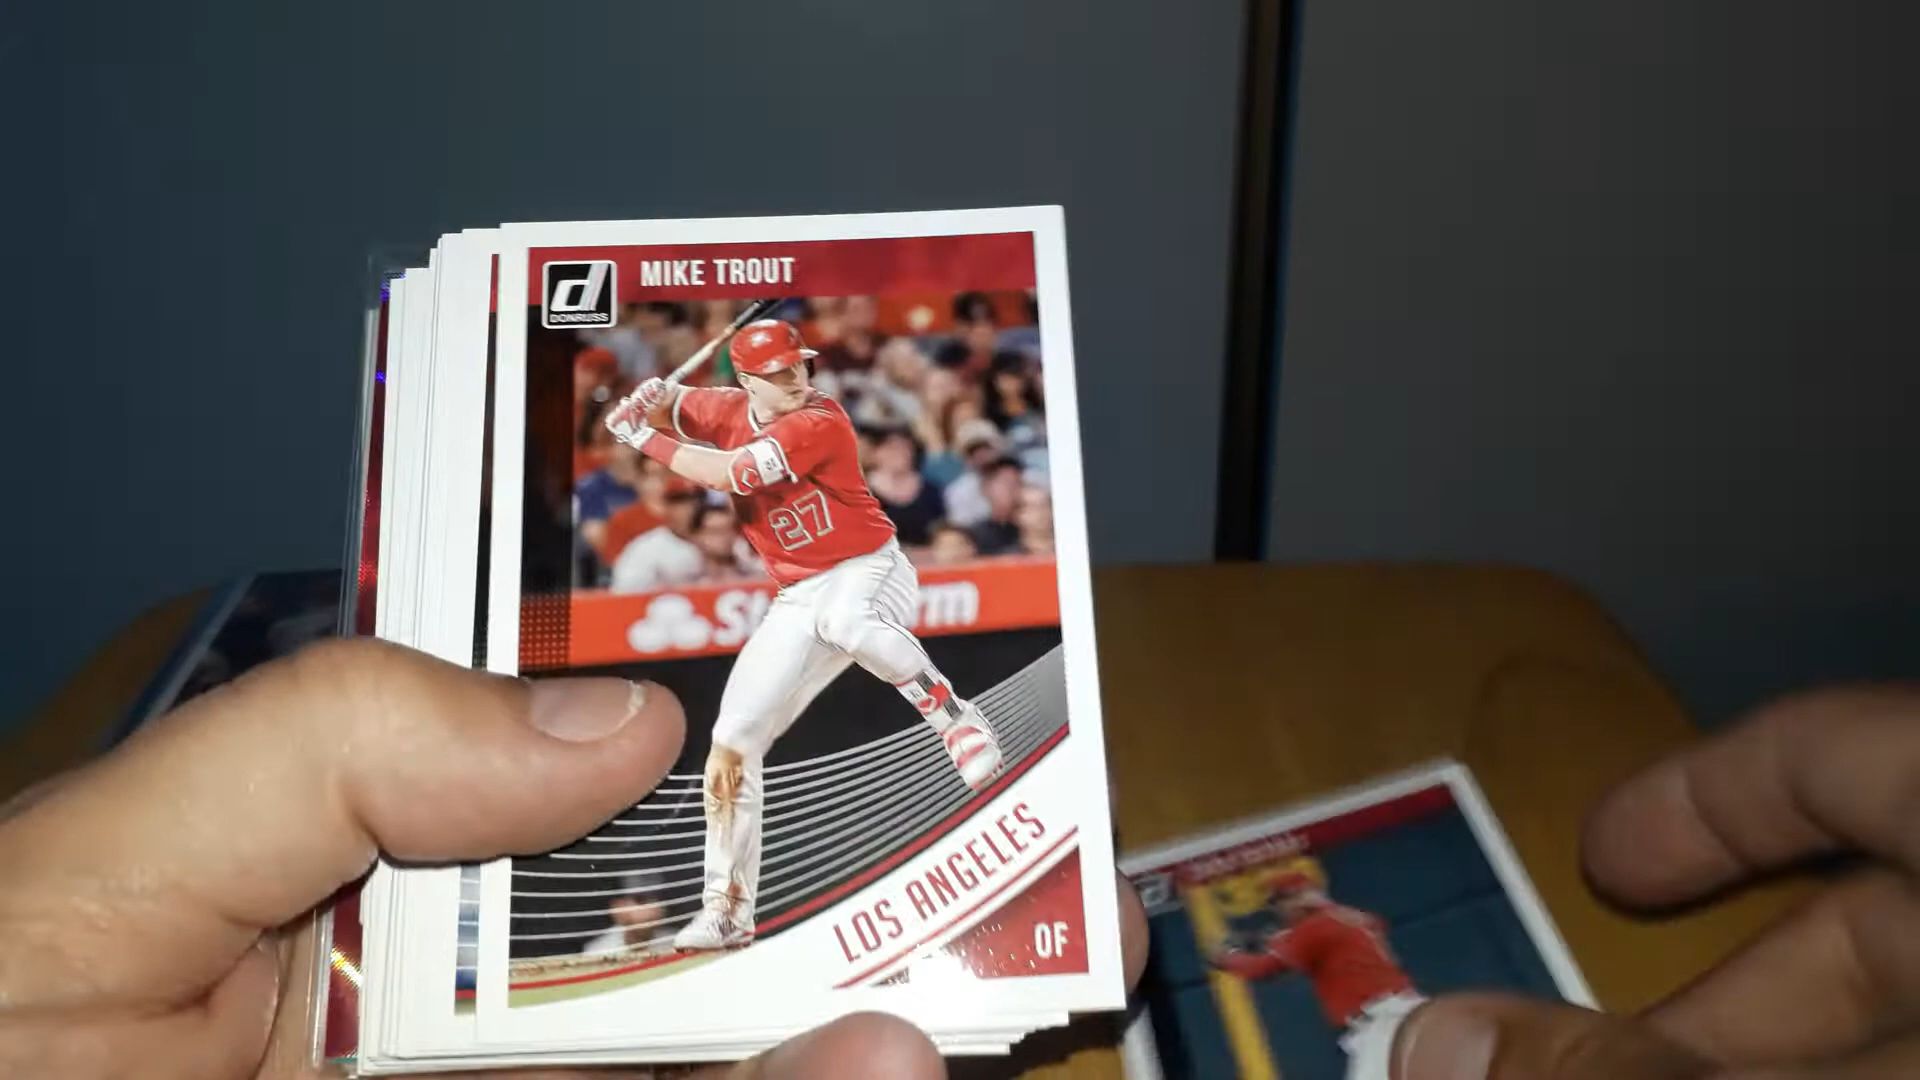 MIKE TROUT
d
DONRUSS
27
LOS ANGELES
OF